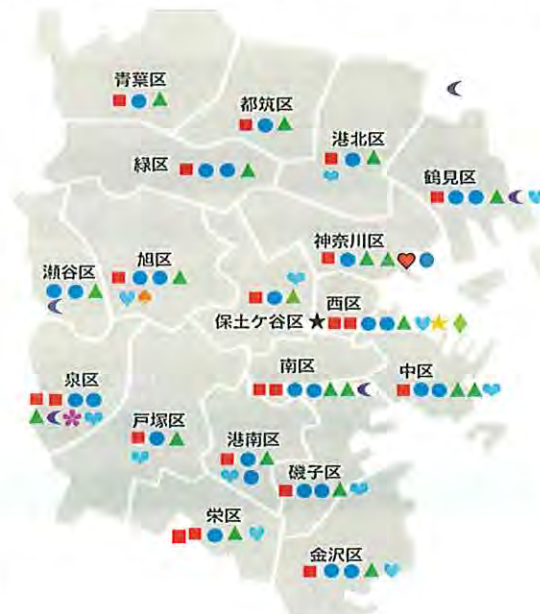 青葉区
都筑区
港北区
緑区
鶴見区
神奈川区
旭区
瀬谷区
保土ケ谷区
西区
泉区
南区
中区
戸塚区
港南区
磯子区
栄区
金沢区